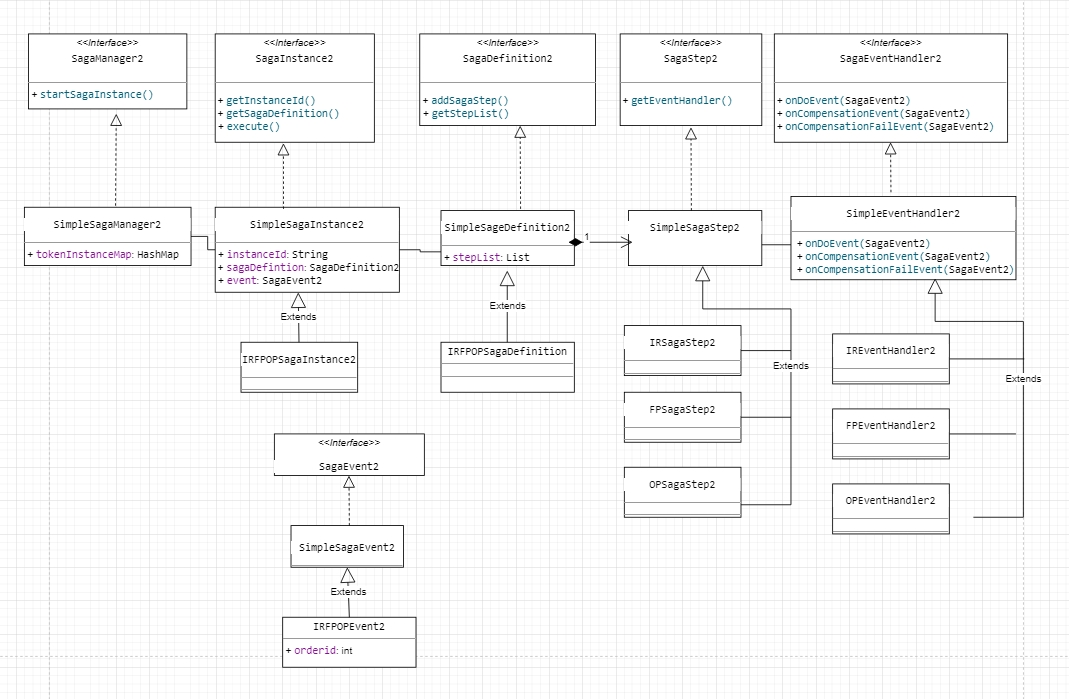 <<Interface>>
SagaManager2
+ startSagaInstance()
<<Interface>>
SagaInstance2
+ getInstanceId()
+ getSagaDefinition()
+ execute()
<<Interface>>
SagaDefinition2
+ addSagaStep()
+ getStepList()
<<Interface>>
SagaStep2
+ getEventHandler()
<<Interface>>
SagaEventHandler2
+ onDoEvent(SagaEvent2)
+ onCompensationEvent(SagaEvent2)
+ onCompensationFailEvent(SagaEvent2)
SimpleSagaManager2
+ tokenInstanceMap: HashMap
SimpleSagaInstance2
+ instanceId: String
+ sagaDefintion: SagaDefinition2
+ event: SagaEvent2
SimpleSageDefinition2
+ stepList: List
1
SimpleSagaStep2
SimpleEventHandler2
+ onDoEvent(SagaEvent2)
+ onCompensationEvent(SagaEvent2)
+ onCompensationFailEvent(SagaEvent2)
Extends
IRFPOPSagaInstance2
Extends
IRFPOPSagaDefinition
IRSagaStep2
FPSagaStep2
OPSagaStep2
Extends
IREventHandler2
FPEventHandler2
OPEventHandler2
Extends
<<Interface>>
SagaEvent2
SimpleSagaEvent2
Extends
IRFPOPEvent2
+ orderid: int